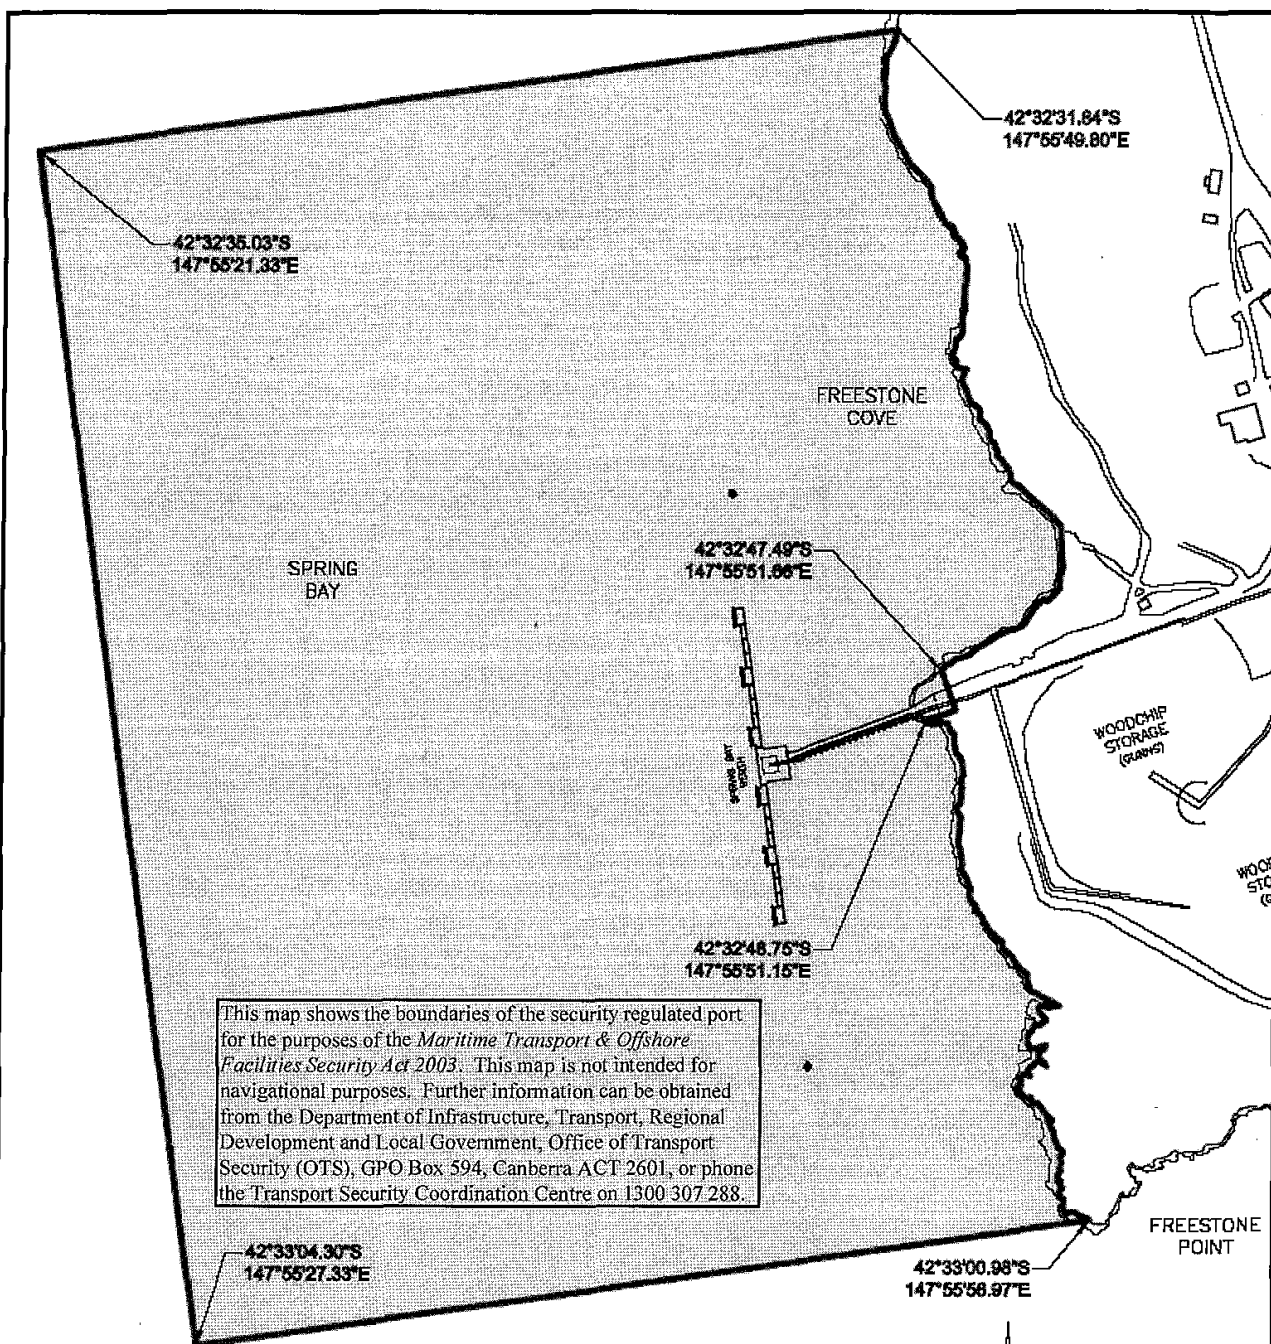 42°32'31.84"S
147°55'49.80"E
42°32'35.03"S
147°55'21.33"E
FREESTONE
COVE
42°32'47.49"S
147°55'51.66"E
SPRING
BAY
WOODCHIP
STORAGE
(GUNNS)
SPRING BAY
42°32'48.75"S
147°55'51.15"E
This map shows the boundaries of the security regulated port
for the purposes of the Maritime Transport & Offshore
Facilities Security Act 2003. This map is not intended for
navigational purposes. Further information can be obtained
from the Department of Infrastructure, Transport, Regional
Development and Local Government, Office of Transport
Security (OTS), GPO Box 594, Canberra ACT 2601, or phone
the Transport Security Coordination Centre on 1300 307 288.
FREESTONE
POINT
42°33'04.30"S
147°55'27.33"E
42°33'00.98"S
147°55'56.97"E